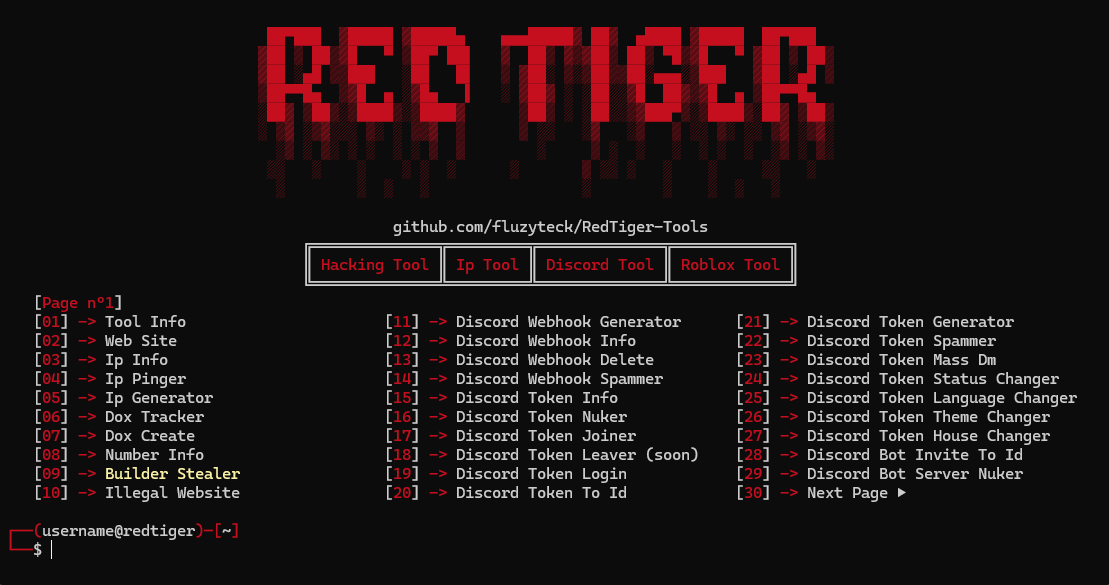 RED TIGER
github.com/fluzyteck/RedTiger-Tools
Hacking Tool Ip Tool Discord Tool Roblox Tool
[Page n°1]
[01] -> Tool Info
[02] -> Web Site
[03] -> Ip Info
[04] -> Ip Pinger
[05] -> Ip Generator
[06] -> Dox Tracker
[07] -> Dox Create
[08] -> Number Info
[09] -> Builder Stealer
[10] -> Illegal Website
[11] -> Discord Webhook Generator
[12] -> Discord Webhook Info
[13] -> Discord Webhook Delete
[14] -> Discord Webhook Spammer
[15] -> Discord Token Info
[16] -> Discord Token Nuker
[17] -> Discord Token Joiner
[18] -> Discord Token Leaver (soon)
[19] -> Discord Token Login
[20] -> Discord Token To Id
[21] -> Discord Token Generator
[22] -> Discord Token Spammer
[23] -> Discord Token Mass Dm
[24] -> Discord Token Status Changer
[25] -> Discord Token Language Changer
[26] -> Discord Token Theme Changer
[27] -> Discord Token House Changer
[28] -> Discord Bot Invite To Id
[29] -> Discord Bot Server Nuker
[30] -> Next Page ►
┌──(username@redtiger)─[~]
└──$